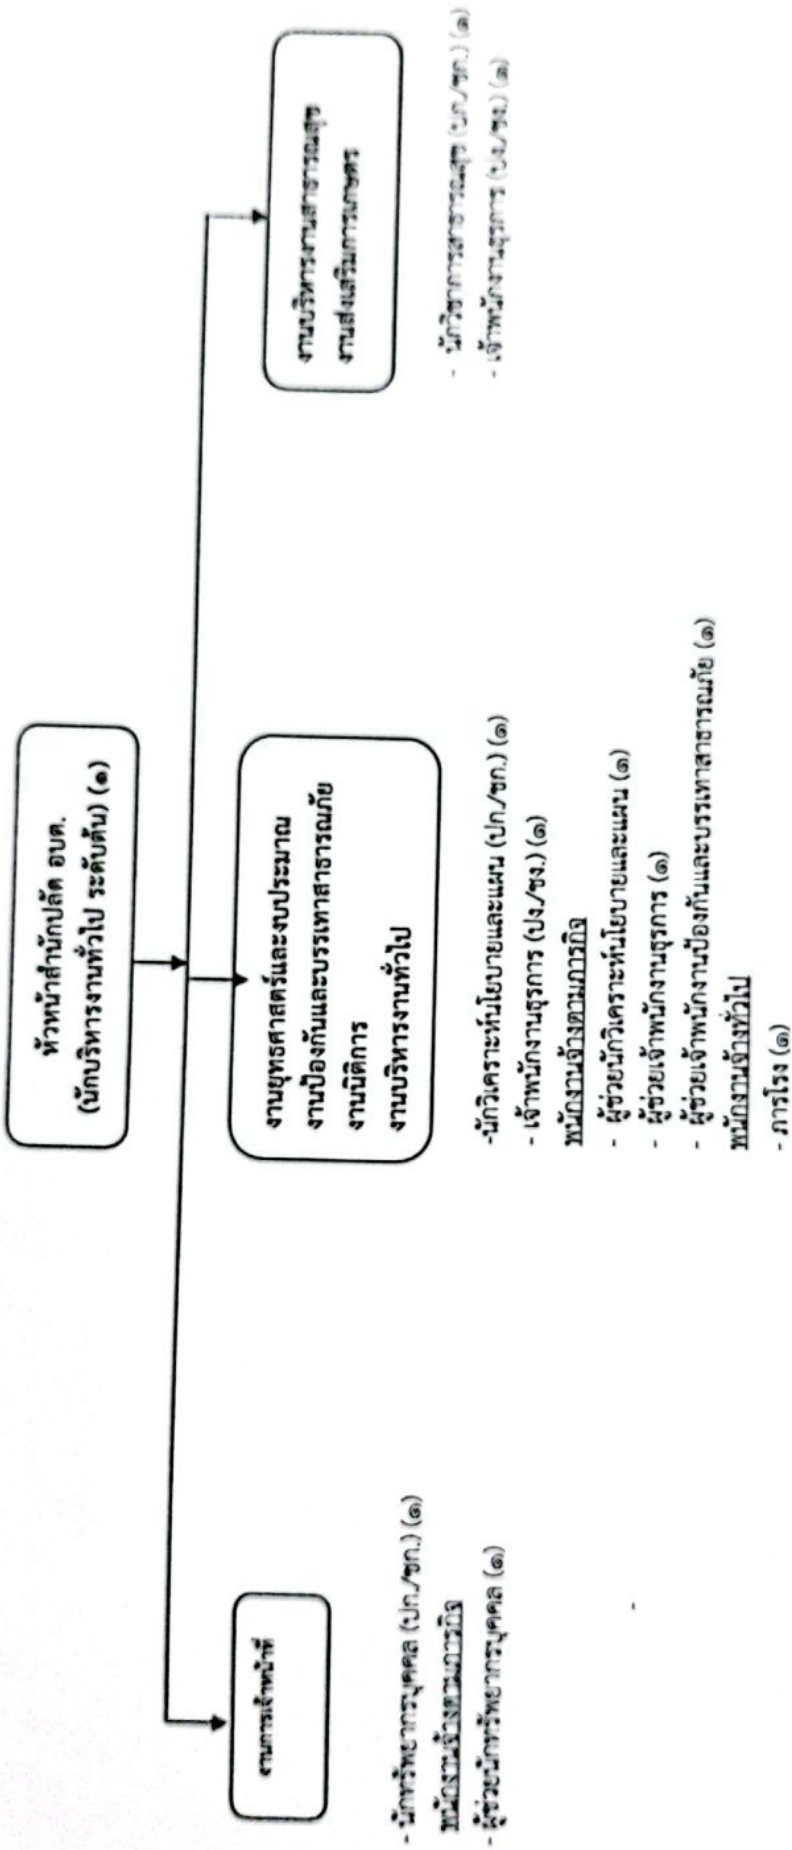 หัวหน้าสำนักปลัด อบต.
(นักบริหารงานทั่วไป ระดับต้น) (๑)
งานการเจ้าหน้าที่
- นักทรัพยากรบุคคล (ปก./ชก.) (๑)
พนักงานจ้างตามภารกิจ
- ผู้ช่วยนักทรัพยากรบุคคล (๑)
งานยุทธศาสตร์และงบประมาณ
งานป้องกันและบรรเทาสาธารณภัย
งานนิติการ
งานบริหารงานทั่วไป
-นักวิเคราะห์นโยบายและแผน (ปก./ชก.) (๑)
- เจ้าพนักงานธุรการ (ปง./ชง.) (๑)
พนักงานจ้างตามภารกิจ
- ผู้ช่วยนักวิเคราะห์นโยบายและแผน (๑)
- ผู้ช่วยเจ้าพนักงานธุรการ (๑)
- ผู้ช่วยเจ้าพนักงานป้องกันและบรรเทาสาธารณภัย (๑)
พนักงานจ้างทั่วไป
- ภารโรง (๑)
งานบริหารงานสาธารณสุข
งานส่งเสริมการเกษตร
- นักวิชาการสาธารณสุข (ปก./ชก.) (๑)
- เจ้าพนักงานธุรการ (ปง./ชง.) (๑)